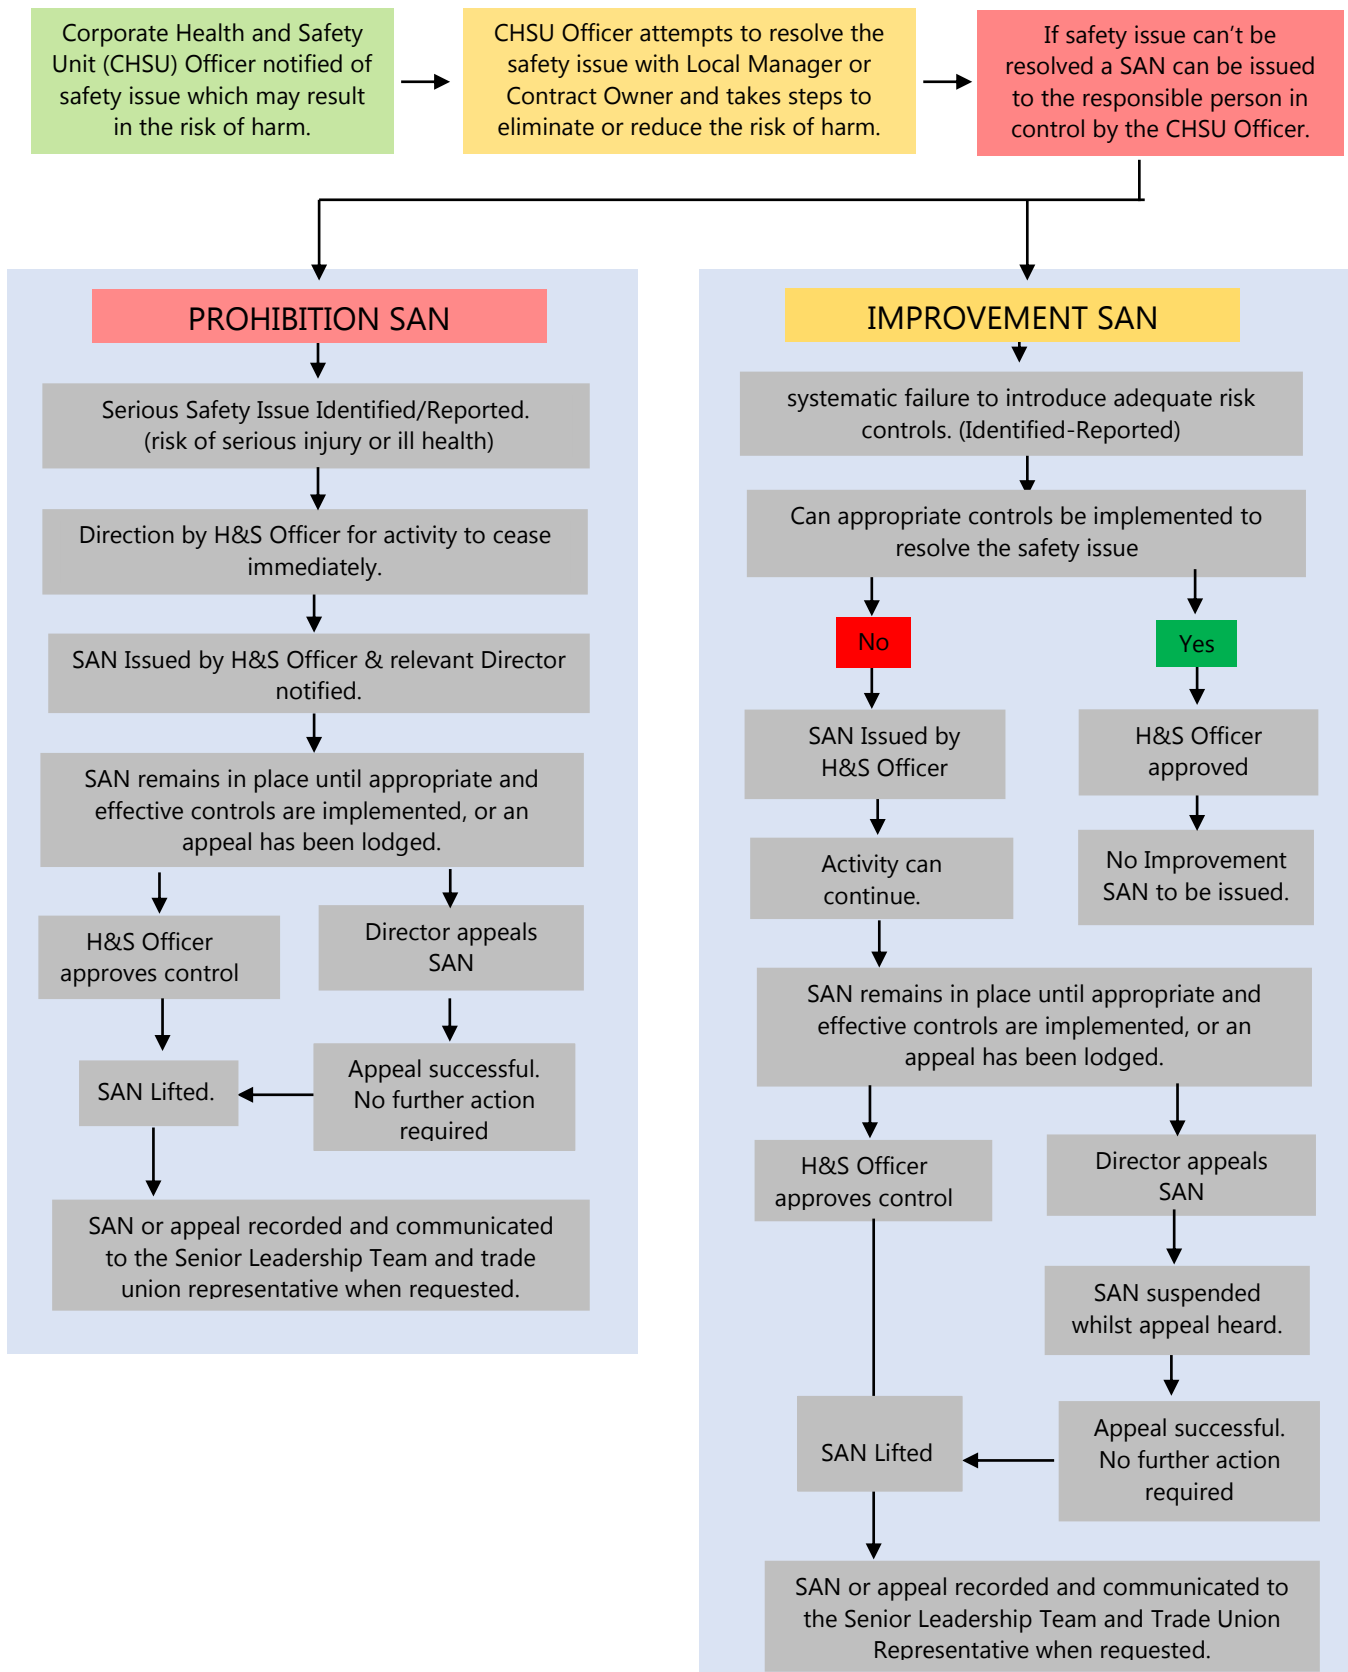 Corporate Health and Safety
Unit (CHSU) Officer notified of
safety issue which may result
in the risk of harm.
CHSU Officer attempts to resolve the
safety issue with Local Manager or
Contract Owner and takes steps to
eliminate or reduce the risk of harm.
If safety issue can't be
resolved a SAN can be issued
to the responsible person in
control by the CHSU Officer.
PROHIBITION SAN
Serious Safety Issue Identified/Reported.
(risk of serious injury or ill health)
Direction by H&S Officer for activity to cease
immediately.
SAN Issued by H&S Officer & relevant Director
notified.
SAN remains in place until appropriate and
effective controls are implemented, or an
appeal has been lodged.
H&S Officer
approves control
Director appeals
SAN
SAN Lifted.
Appeal successful.
No further action
required
SAN or appeal recorded and communicated
to the Senior Leadership Team and trade
union representative when requested.
IMPROVEMENT SAN
systematic failure to introduce adequate risk
controls. (Identified-Reported)
Can appropriate controls be implemented to
resolve the safety issue
No
Yes
SAN Issued by
H&S Officer
H&S Officer
approved
Activity can
continue.
No Improvement
SAN to be issued.
SAN remains in place until appropriate and
effective controls are implemented, or an
appeal has been lodged.
H&S Officer
approves control
Director appeals
SAN
SAN suspended
whilst appeal heard.
SAN Lifted
Appeal successful.
No further action
required
SAN or appeal recorded and communicated to
the Senior Leadership Team and Trade Union
Representative when requested.